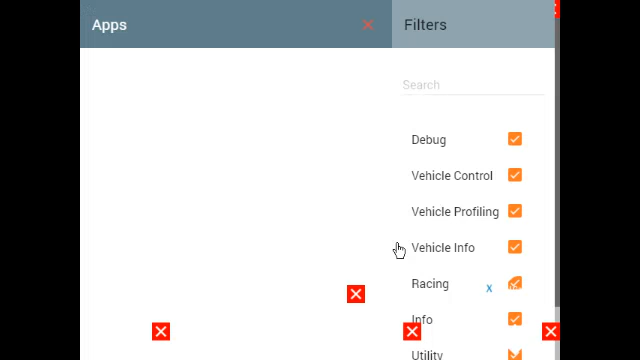 Apps
Filters
Search
Debug
Vehicle Control
Vehicle Profiling
Vehicle Info
Racing
x
Info
Utility